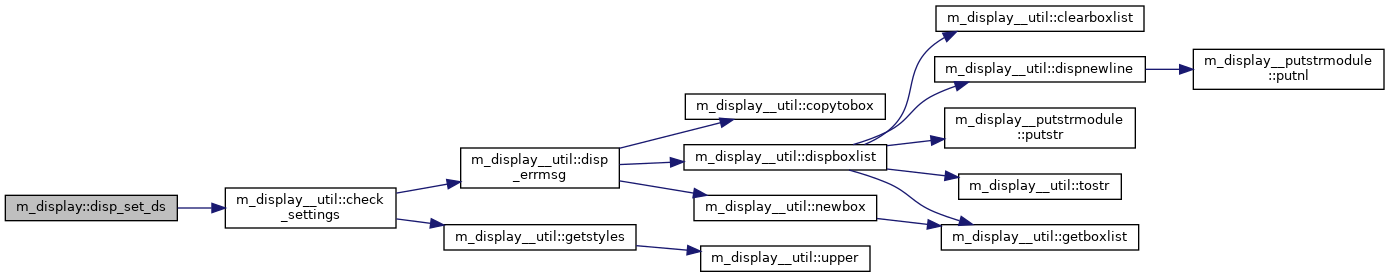 m_display::disp_set_ds
m_display__util::check
_settings
m_display__util::disp
_errmsg
m_display__util::getstyles
m_display__util::copytobox
m_display__util::dispboxlist
m_display__util::newbox
m_display__util::upper
m_display__util::clearboxlist
m_display__util::dispnewline
m_display__putstrmodule
::putstr
m_display__util::tostr
m_display__util::getboxlist
m_display__putstrmodule
::putnl